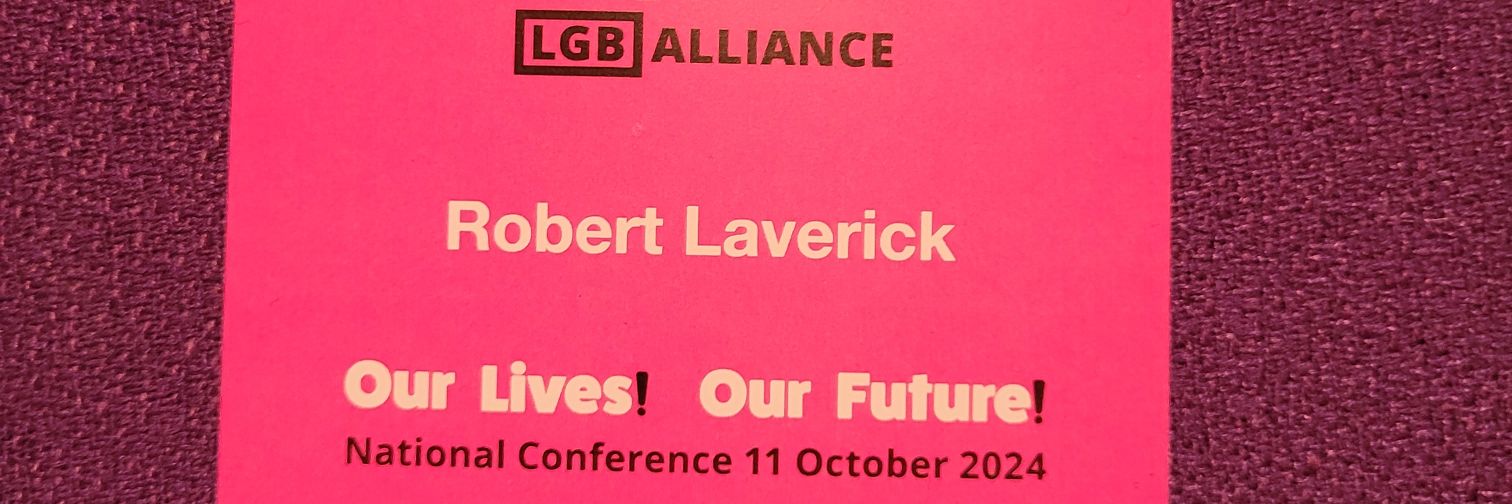 LGB ALLIANCE
Robert Laverick
Our Lives! Our Future!
National Conference 11 October 2024